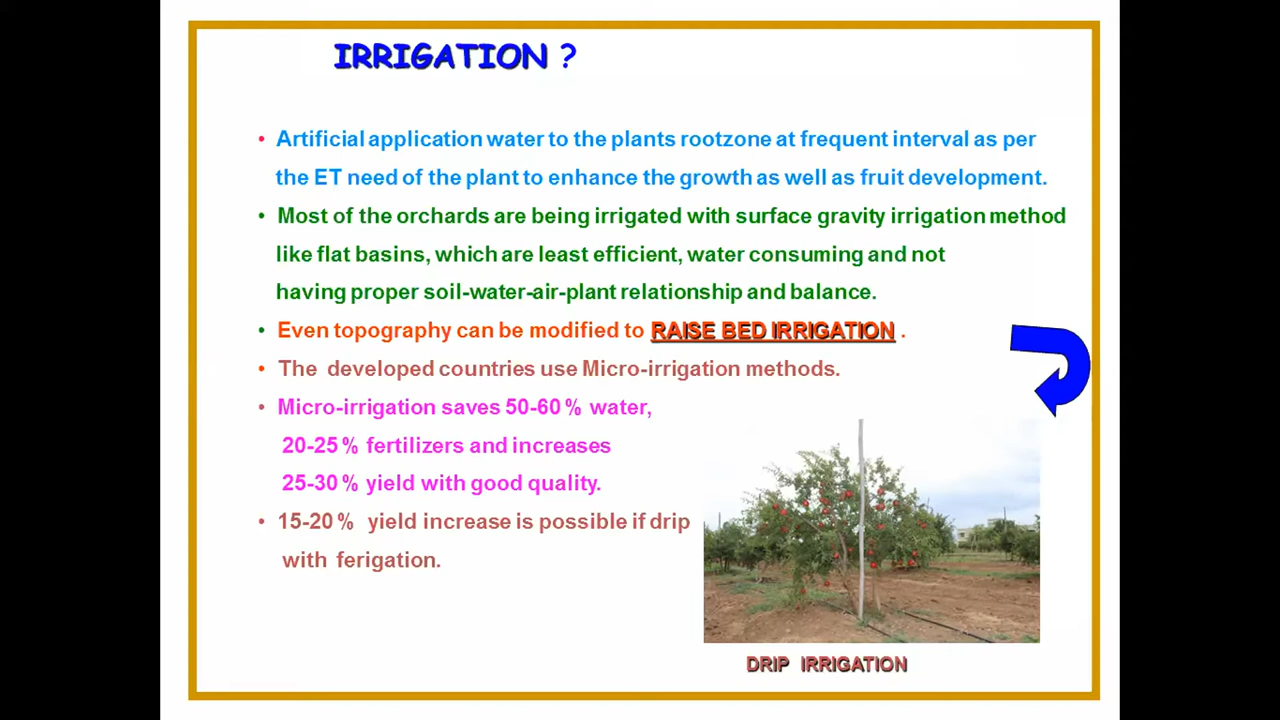 IRRIGATION ?
• Artificial application water to the plants rootzone at frequent interval as per
the ET need of the plant to enhance the growth as well as fruit development.
• Most of the orchards are being irrigated with surface gravity irrigation method
like flat basins, which are least efficient, water consuming and not
having proper soil-water-air-plant relationship and balance.
• Even topography can be modified to RAISE BED IRRIGATION .
• The developed countries use Micro-irrigation methods.
• Micro-irrigation saves 50-60 % water,
20-25 % fertilizers and increases
25-30 % yield with good quality.
• 15-20 % yield increase is possible if drip
with ferigation.
DRIP IRRIGATION